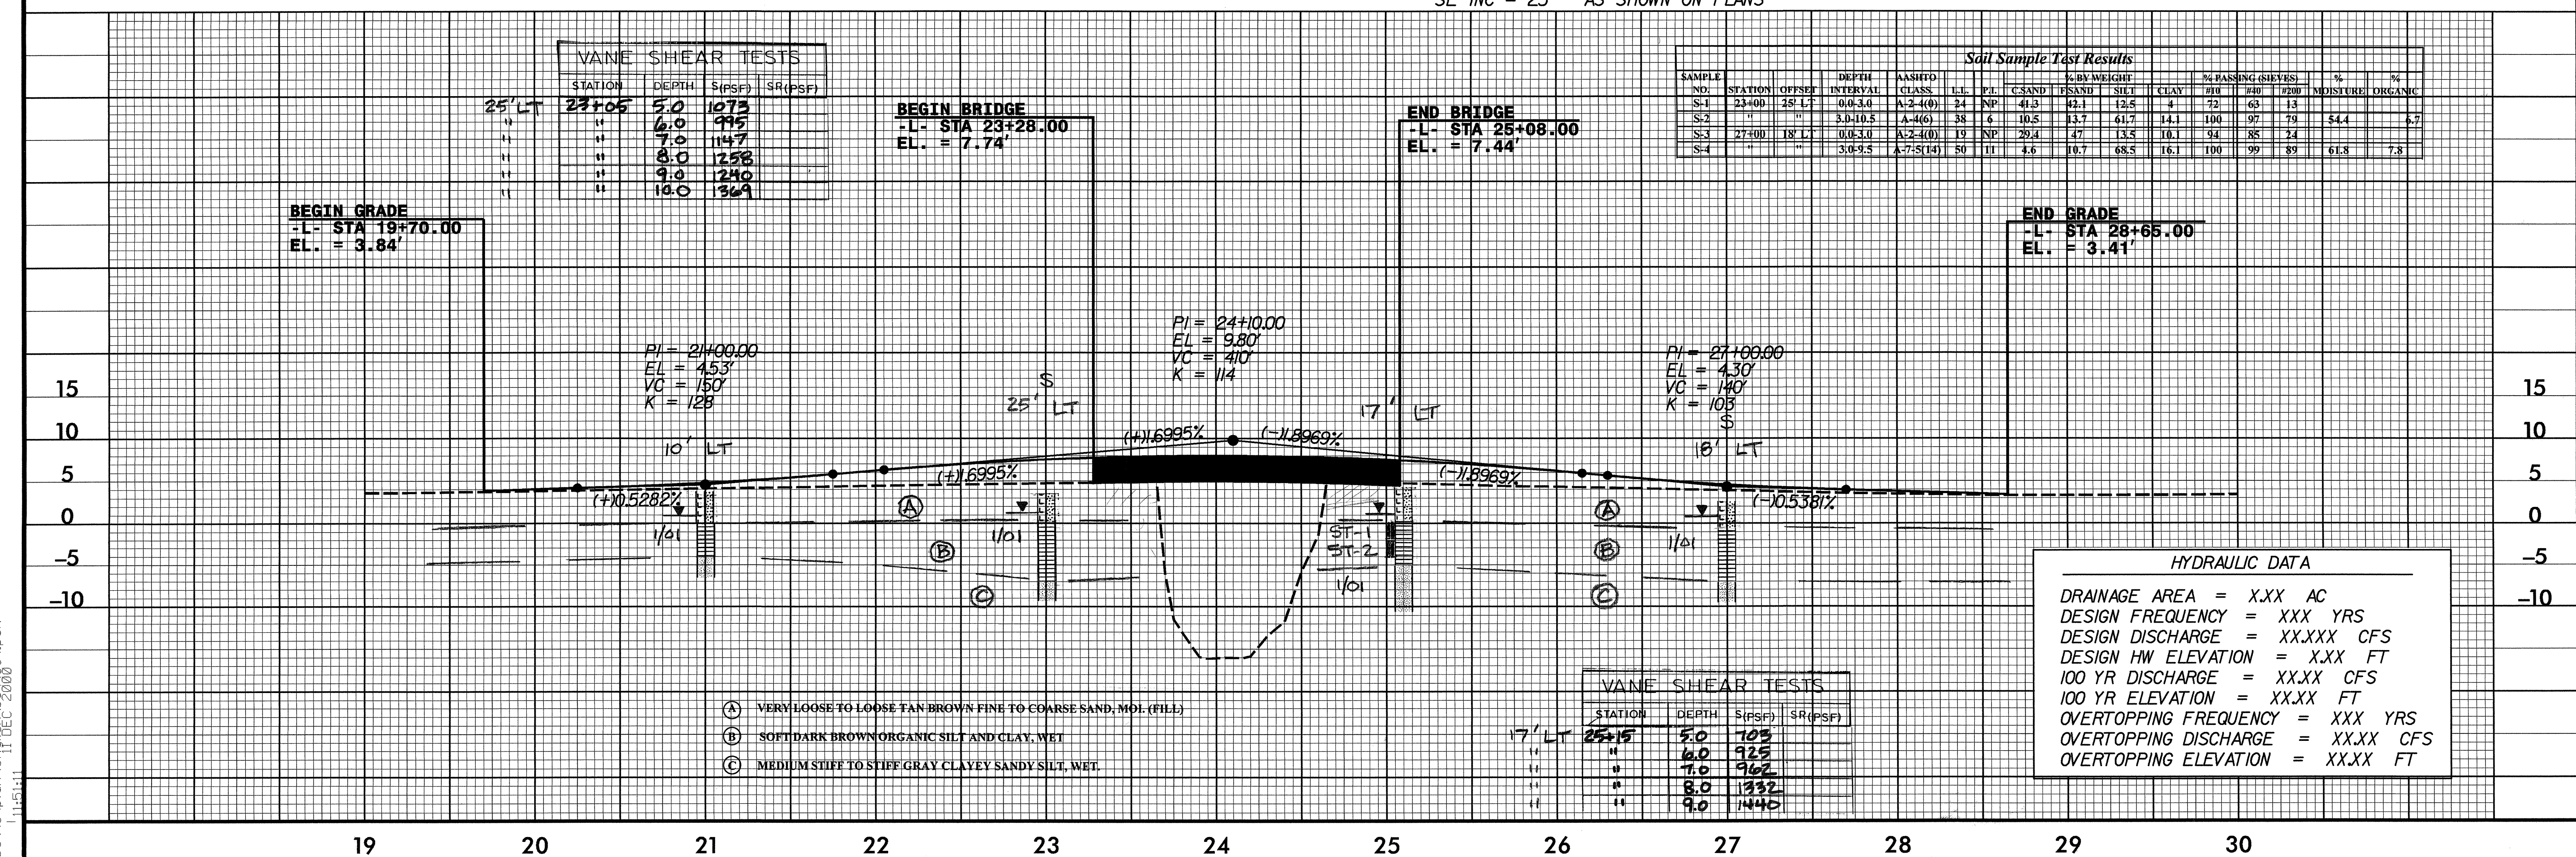 SE INC = 25' AS SHOWN ON PLANS
VANE SHEAR TESTS
STATION DEPTH S(PSF) SR(PSF)
25' LT 23+05 5.0 1073
" " 6.0 995
" " 7.0 1147
" " 8.0 1258
" " 9.0 1240
" " 10.0 1369
BEGIN BRIDGE
-L- STA 23+28.00
EL. = 7.74'
END BRIDGE
-L- STA 25+08.00
EL. = 7.44'
Soil Sample Test Results
SAMPLE NO. STATION OFFSET DEPTH INTERVAL AASHTO CLASS. L.L. P.I. % BY WEIGHT C.SAND F.SAND SILT CLAY % PASSING (SIEVES) #10 #40 #200 % MOISTURE % ORGANIC
S-1 23+00 25' LT 0.0-3.0 A-2-4(0) 24 NP 41.3 42.1 12.5 4 72 63 13
S-2 " " 3.0-10.5 A-4(6) 38 6 10.5 13.7 61.7 14.1 100 97 79 54.4 6.7
S-3 27+00 18' LT 0.0-3.0 A-2-4(0) 19 NP 29.4 47 13.5 10.1 94 85 24
S-4 " " 3.0-9.5 A-7-5(14) 50 11 4.6 10.7 68.5 16.1 100 99 89 61.8 7.8
BEGIN GRADE
-L- STA 19+70.00
EL. = 3.84'
END GRADE
-L- STA 28+65.00
EL. = 3.41'
PI = 21+00.00
EL = 4.53'
VC = 150'
K = 128
PI = 24+10.00
EL = 9.80'
VC = 410'
K = 114
PI = 27+00.00
EL = 4.30'
VC = 140'
K = 103
S
25' LT
17' LT
S
18' LT
10' LT
15 15
10 10
5 5
0 0
-5 -5
-10 -10
(+)0.5282%
(+)1.6995%
(+)1.6995%
(-)1.8969%
(-)1.8969%
(-)0.5381%
A
B
C
A
B
C
1/01
1/01
ST-1
ST-2
1/01
1/01
HYDRAULIC DATA
DRAINAGE AREA = X.XX AC
DESIGN FREQUENCY = XXX YRS
DESIGN DISCHARGE = XX.XXX CFS
DESIGN HW ELEVATION = X.XX FT
100 YR DISCHARGE = XX.XX CFS
100 YR ELEVATION = XX.XX FT
OVERTOPPING FREQUENCY = XXX YRS
OVERTOPPING DISCHARGE = XX.XX CFS
OVERTOPPING ELEVATION = XX.XX FT
A VERY LOOSE TO LOOSE TAN BROWN FINE TO COARSE SAND, MOI. (FILL)
B SOFT DARK BROWN ORGANIC SILT AND CLAY, WET
C MEDIUM STIFF TO STIFF GRAY CLAYEY SANDY SILT, WET.
VANE SHEAR TESTS
STATION DEPTH S(PSF) SR(PSF)
17' LT 25+15 5.0 703
" " 6.0 925
" " 7.0 962
" " 8.0 1332
" " 9.0 1440
11 DEC 2000
11:51:11
19 20 21 22 23 24 25 26 27 28 29 30